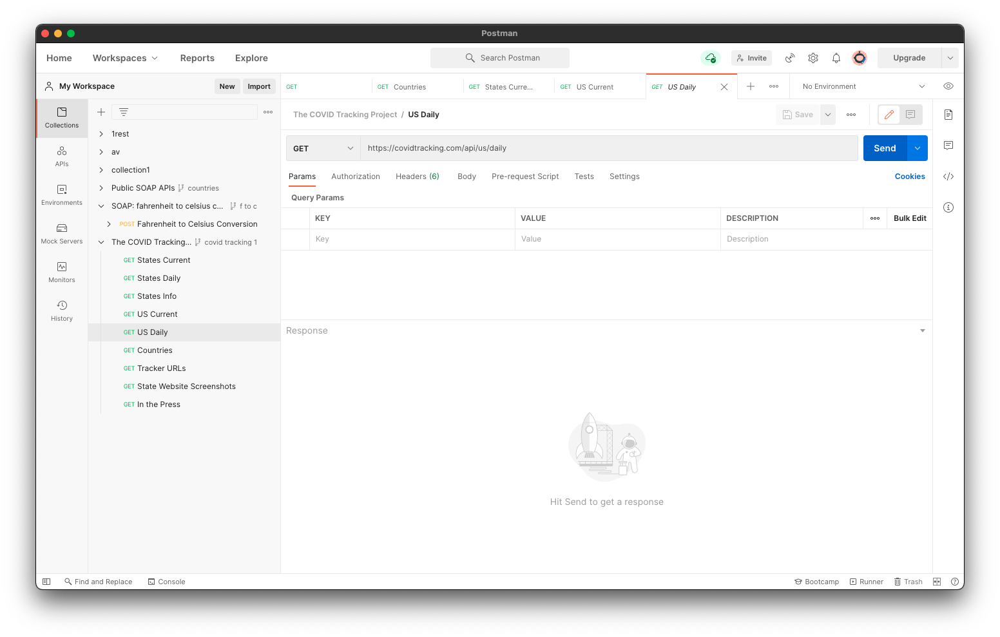 Postman
Home Workspaces Reports Explore Search Postman Invite Upgrade
My Workspace New Import GET GET Countries GET States Curre... GET US Current GET US Daily No Environment
Collections
APIs
Environments
Mock Servers
Monitors
History
1rest
av
collection1
Public SOAP APIs countries
SOAP: fahrenheit to celsius c... f to c
POST Fahrenheit to Celsius Conversion
The COVID Tracking... covid tracking 1
GET States Current
GET States Daily
GET States Info
GET US Current
GET US Daily
GET Countries
GET Tracker URLs
GET State Website Screenshots
GET In the Press
The COVID Tracking Project / US Daily Save
GET https://covidtracking.com/api/us/daily Send
Params Authorization Headers (6) Body Pre-request Script Tests Settings Cookies
Query Params
KEY VALUE DESCRIPTION Bulk Edit
Key Value Description
Response
Hit Send to get a response
Find and Replace Console Bootcamp Runner Trash